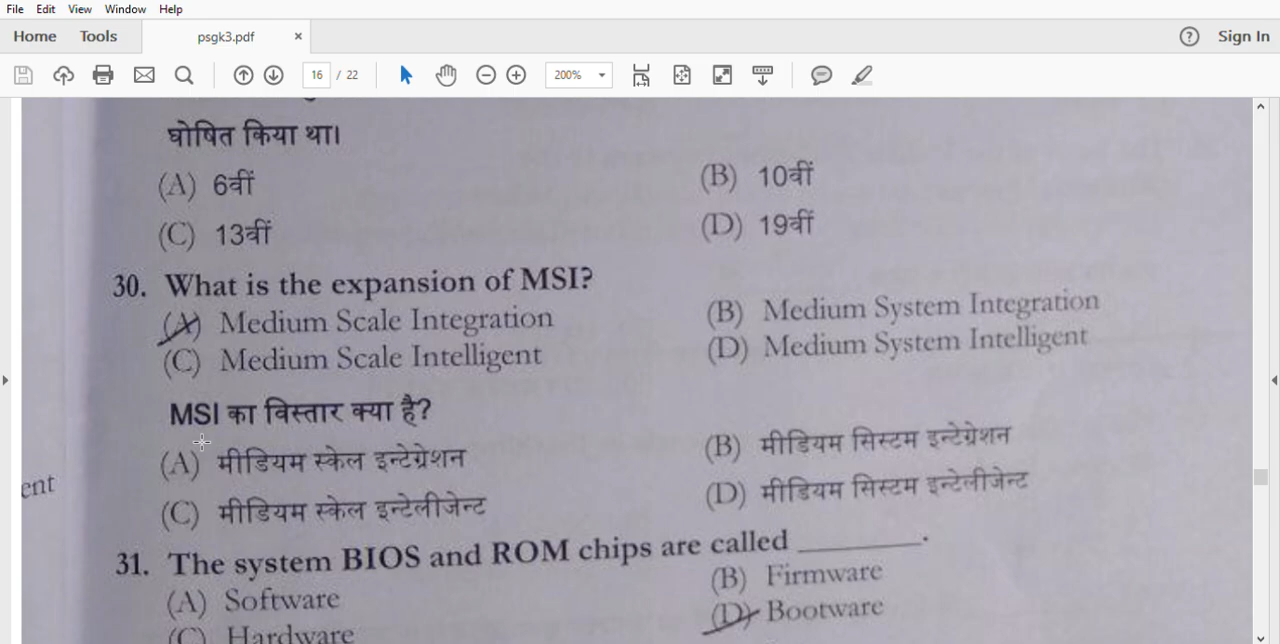 File Edit View Window Help
Home Tools psgk3.pdf × ? Sign In
16 / 22 200%
घोषित किया था।
(A) 6वीं (B) 10वीं
(C) 13वीं (D) 19वीं
30. What is the expansion of MSI?
(A) Medium Scale Integration (B) Medium System Integration
(C) Medium Scale Intelligent (D) Medium System Intelligent
MSI का विस्तार क्या है?
(A) मीडियम स्केल इन्टेग्रेशन (B) मीडियम सिस्टम इन्टेग्रेशन
(C) मीडियम स्केल इन्टेलीजेन्ट (D) मीडियम सिस्टम इन्टेलीजेन्ट
ent
31. The system BIOS and ROM chips are called ________.
(A) Software (B) Firmware
(C) Hardware (D) Bootware